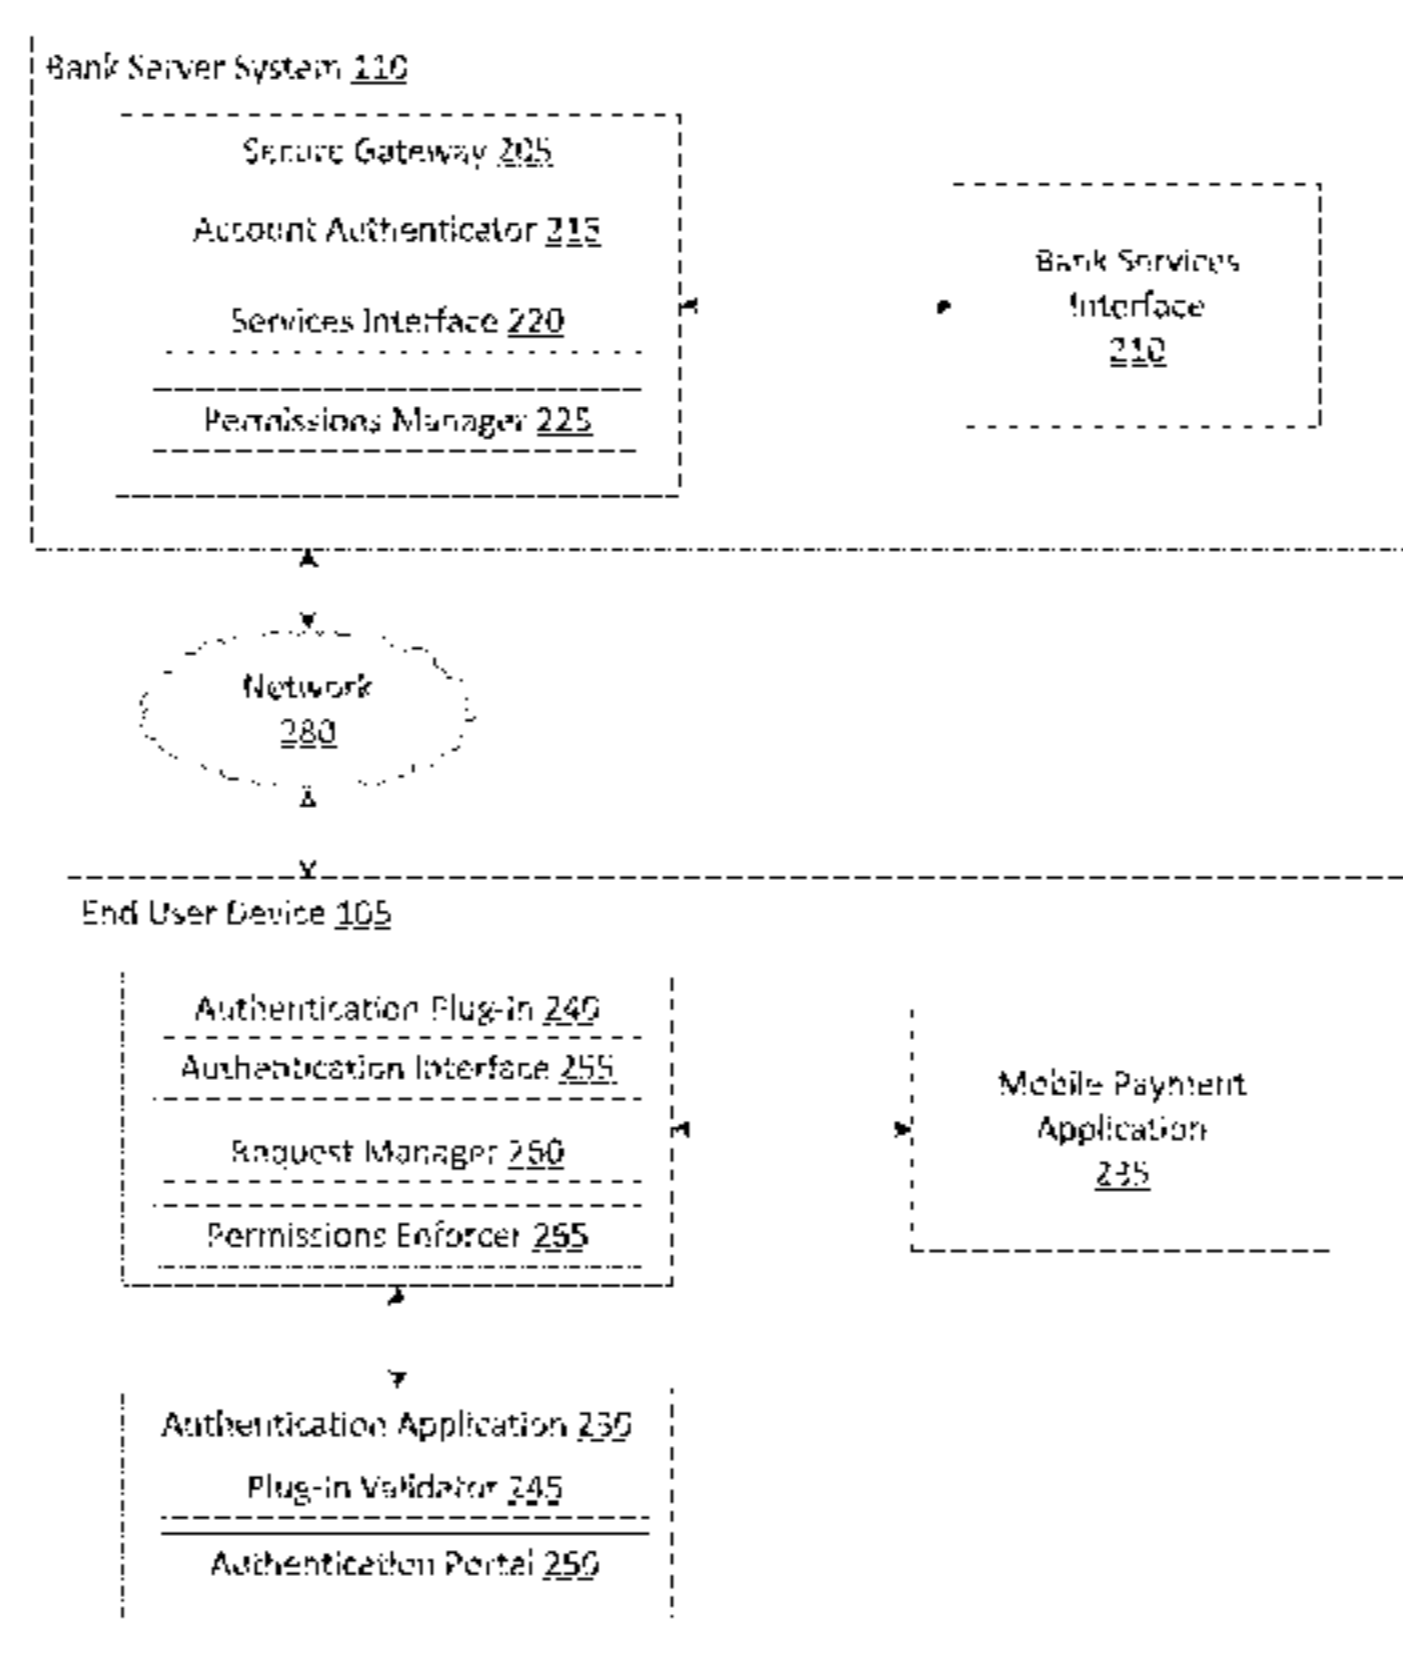 Bank Server System 110
Secure Gateway 205
Account Authenticator 215
Services Interface 220
Permissions Manager 225
Bank Services
Interface
210
Network
280
End User Device 105
Authentication Plug-in 240
Authentication Interface 255
Request Manager 260
Permissions Enforcer 265
Mobile Payment
Application
235
Authentication Application 230
Plug-in Validator 245
Authentication Portal 250